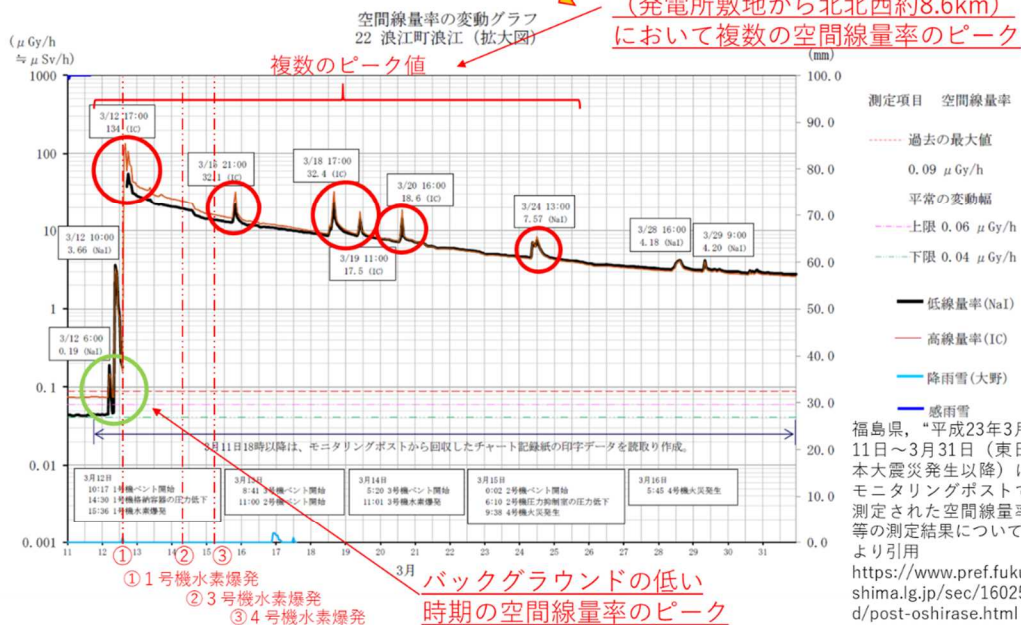 （発電所敷地から北北西約8.6km）
において複数の空間線量率のピーク
空間線量率の変動グラフ
22 浪江町浪江（拡大図）
複数のピーク値
(μGy/h
≒μSv/h)
(mm)
1000
100
10
1
0.1
0.01
0.001
100.0
90.0
80.0
70.0
60.0
50.0
40.0
30.0
20.0
10.0
0.0
3/12 17:00
134 (IC)
3/15 21:00
32.1 (IC)
3/18 17:00
32.4 (IC)
3/20 16:00
18.6 (IC)
3/24 13:00
7.57 (NaI)
3/28 16:00
4.18 (NaI)
3/29 9:00
4.20 (NaI)
3/12 10:00
3.66 (NaI)
3/19 11:00
17.5 (IC)
3/12 6:00
0.19 (NaI)
3月11日18時以降は、モニタリングポストから回収したチャート記録紙の印字データを読取り作成。
3月12日
10:17 1号機ベント開始
14:30 1号機格納容器の圧力低下
15:36 1号機水素爆発
3月13日
8:41 3号機ベント開始
11:00 2号機ベント開始
3月14日
5:20 3号機ベント開始
11:01 3号機水素爆発
3月15日
0:02 2号機ベント開始
6:10 2号機圧力抑制室の圧力低下
9:38 4号機火災発生
3月16日
5:45 4号機火災発生
11 12 13 14 15 16 17 18 19 20 21 22 23 24 25 26 27 28 29 30 31
3月
① ② ③
①１号機水素爆発
②３号機水素爆発
③４号機水素爆発
バックグラウンドの低い
時期の空間線量率のピーク
測定項目 空間線量率
過去の最大値
0.09 μGy/h
平常の変動幅
上限 0.06 μGy/h
下限 0.04 μGy/h
低線量率(NaI)
高線量率(IC)
降雨雪(大野)
感雨雪
福島県，“平成23年3月
11日～3月31日（東日
本大震災発生以降）に
モニタリングポストで
測定された空間線量率
等の測定結果について
より引用
https://www.pref.fuku
shima.lg.jp/sec/16025
d/post-oshirase.html